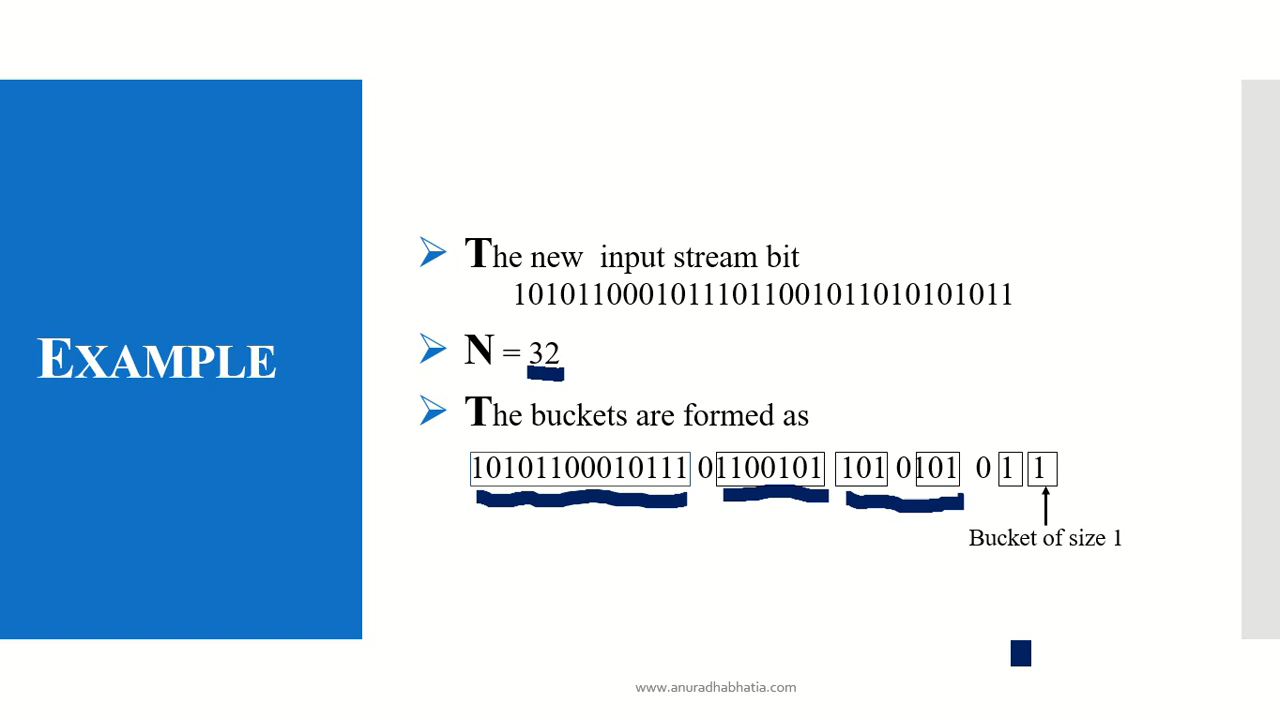 EXAMPLE
The new input stream bit
10101100010111011001011010101011
N = 32
The buckets are formed as
10101100010111 0 1100101 101 0 101 0 1 1
Bucket of size 1
www.anuradhabhatia.com